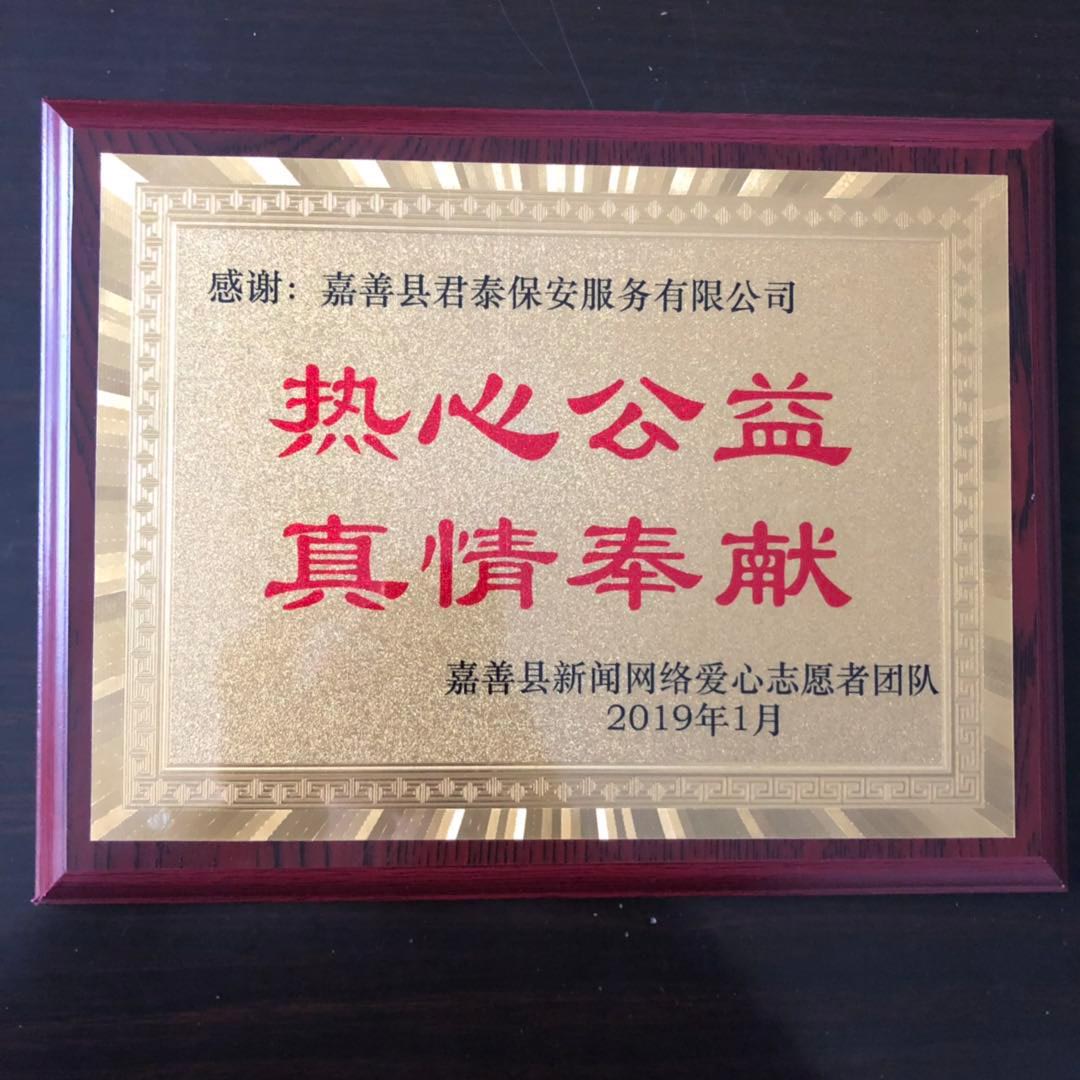 感谢：嘉善县君泰保安服务有限公司
热心公益
真情奉献
嘉善县新闻网络爱心志愿者团队
2019年1月